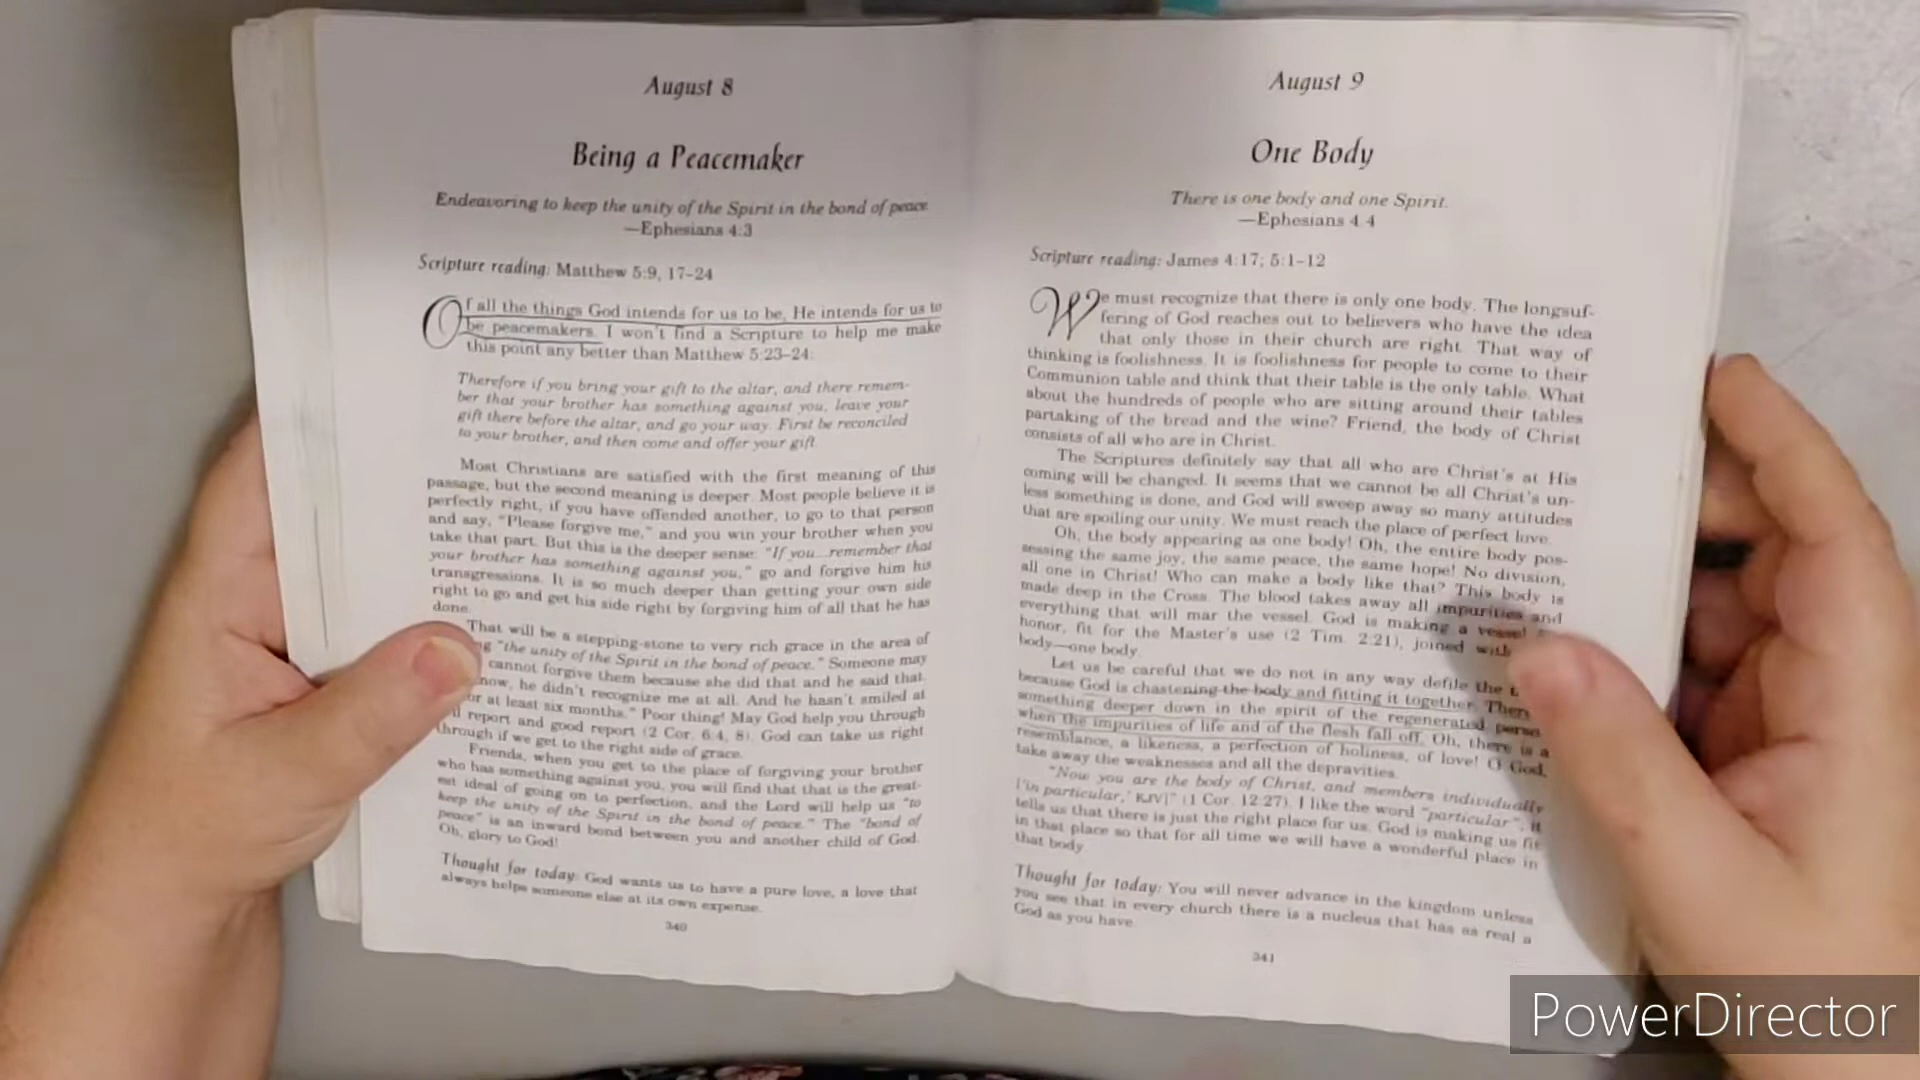 August 8
Being a Peacemaker
Endeavoring to keep the unity of the Spirit in the bond of peace.
—Ephesians 4:3
Scripture reading: Matthew 5:9, 17–24
Of all the things God intends for us to be, He intends for us to
be peacemakers. I won't find a Scripture to help me make
this point any better than Matthew 5:23–24:
Therefore if you bring your gift to the altar, and there remem-
ber that your brother has something against you, leave your
gift there before the altar, and go your way. First be reconciled
to your brother, and then come and offer your gift.
Most Christians are satisfied with the first meaning of this
passage, but the second meaning is deeper. Most people believe it is
perfectly right, if you have offended another, to go to that person
and say, "Please forgive me," and you win your brother when you
take that part. But this is the deeper sense: "If you...remember that
your brother has something against you," go and forgive him his
transgressions. It is so much deeper than getting your own side
right to go and get his side right by forgiving him of all that he has
done.
That will be a stepping-stone to very rich grace in the area of
"the unity of the Spirit in the bond of peace." Someone may
cannot forgive them because she did that and he said that.
now, he didn't recognize me at all. And he hasn't smiled at
or at least six months." Poor thing! May God help you through
report and good report (2 Cor. 6:4, 8). God can take us right
through if we get to the right side of grace.
Friends, when you get to the place of forgiving your brother
who has something against you, you will find that that is the great-
est ideal of going on to perfection, and the Lord will help us "to
keep the unity of the Spirit in the bond of peace." The "bond of
peace" is an inward bond between you and another child of God.
Oh, glory to God!
Thought for today: God wants us to have a pure love, a love that
always helps someone else at its own expense.
340
August 9
One Body
There is one body and one Spirit.
—Ephesians 4:4
Scripture reading: James 4:17; 5:1–12
We must recognize that there is only one body. The longsuf-
fering of God reaches out to believers who have the idea
that only those in their church are right. That way of
thinking is foolishness. It is foolishness for people to come to their
Communion table and think that their table is the only table. What
about the hundreds of people who are sitting around their tables
partaking of the bread and the wine? Friend, the body of Christ
consists of all who are in Christ.
The Scriptures definitely say that all who are Christ's at His
coming will be changed. It seems that we cannot be all Christ's un-
less something is done, and God will sweep away so many attitudes
that are spoiling our unity. We must reach the place of perfect love.
Oh, the body appearing as one body! Oh, the entire body pos-
sessing the same joy, the same peace, the same hope! No division,
all one in Christ! Who can make a body like that? This body is
made deep in the Cross. The blood takes away all impurities and
everything that will mar the vessel. God is making a vessel
honor, fit for the Master's use (2 Tim. 2:21), joined with
body—one body.
Let us be careful that we do not in any way defile the
because God is chastening the body and fitting it together.
something deeper down in the spirit of the regenerated
when the impurities of life and of the flesh fall off. Oh, there is a
resemblance, a likeness, a perfection of holiness, of love! O God,
take away the weaknesses and all the depravities.
"Now you are the body of Christ, and members individually
['in particular,' KJV]" (1 Cor. 12:27). I like the word "particular"; it
tells us that there is just the right place for us. God is making us fit
in that place so that for all time we will have a wonderful place in
that body.
Thought for today: You will never advance in the kingdom unless
you see that in every church there is a nucleus that has as real a
God as you have.
341
PowerDirector